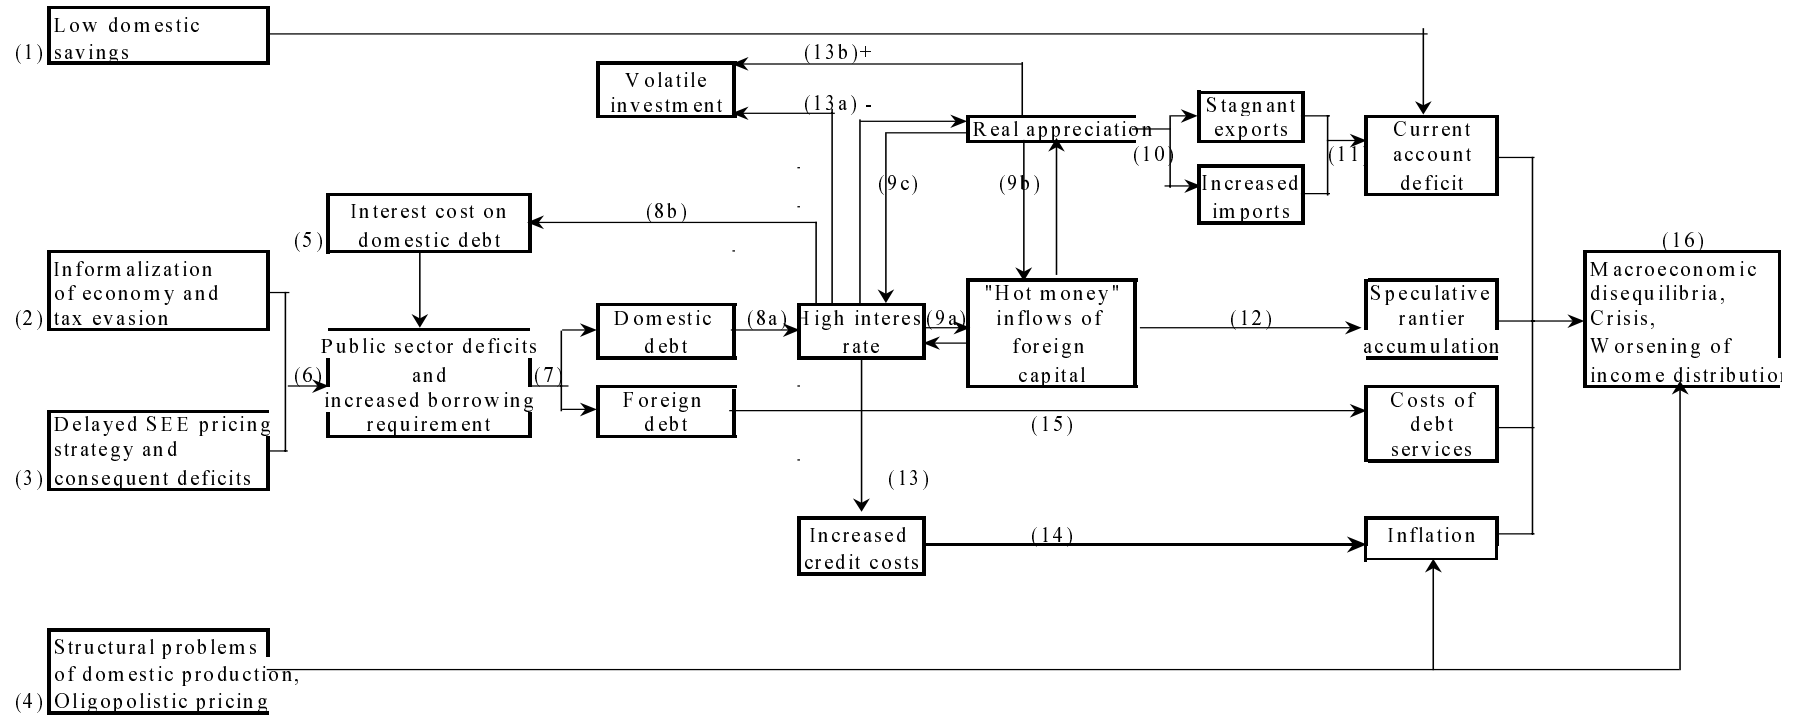 Low domestic
savings
(1)
(13b)+
Volatile
investment
(13a) -
Real appreciation
(10)
Stagnant
exports
Increased
imports
(11)
Current
account
deficit
(9c)
(9b)
(8b)
Interest cost on
domestic debt
(5)
Informalization
of economy and
tax evasion
(2)
(6)
Public sector deficits
and
increased borrowing
requirement
(7)
Domestic
debt
Foreign
debt
(8a)
High interes
rate
(9a)
"Hot money"
inflows of
foreign
capital
(12)
Speculative
rantier
accumulation
(16)
Macroeconomic
disequilibria,
Crisis,
Worsening of
income distribution
Delayed SEE pricing
strategy and
consequent deficits
(3)
(15)
Costs of
debt
services
(13)
Increased
credit costs
(14)
Inflation
Structural problems
of domestic production,
Oligopolistic pricing
(4)